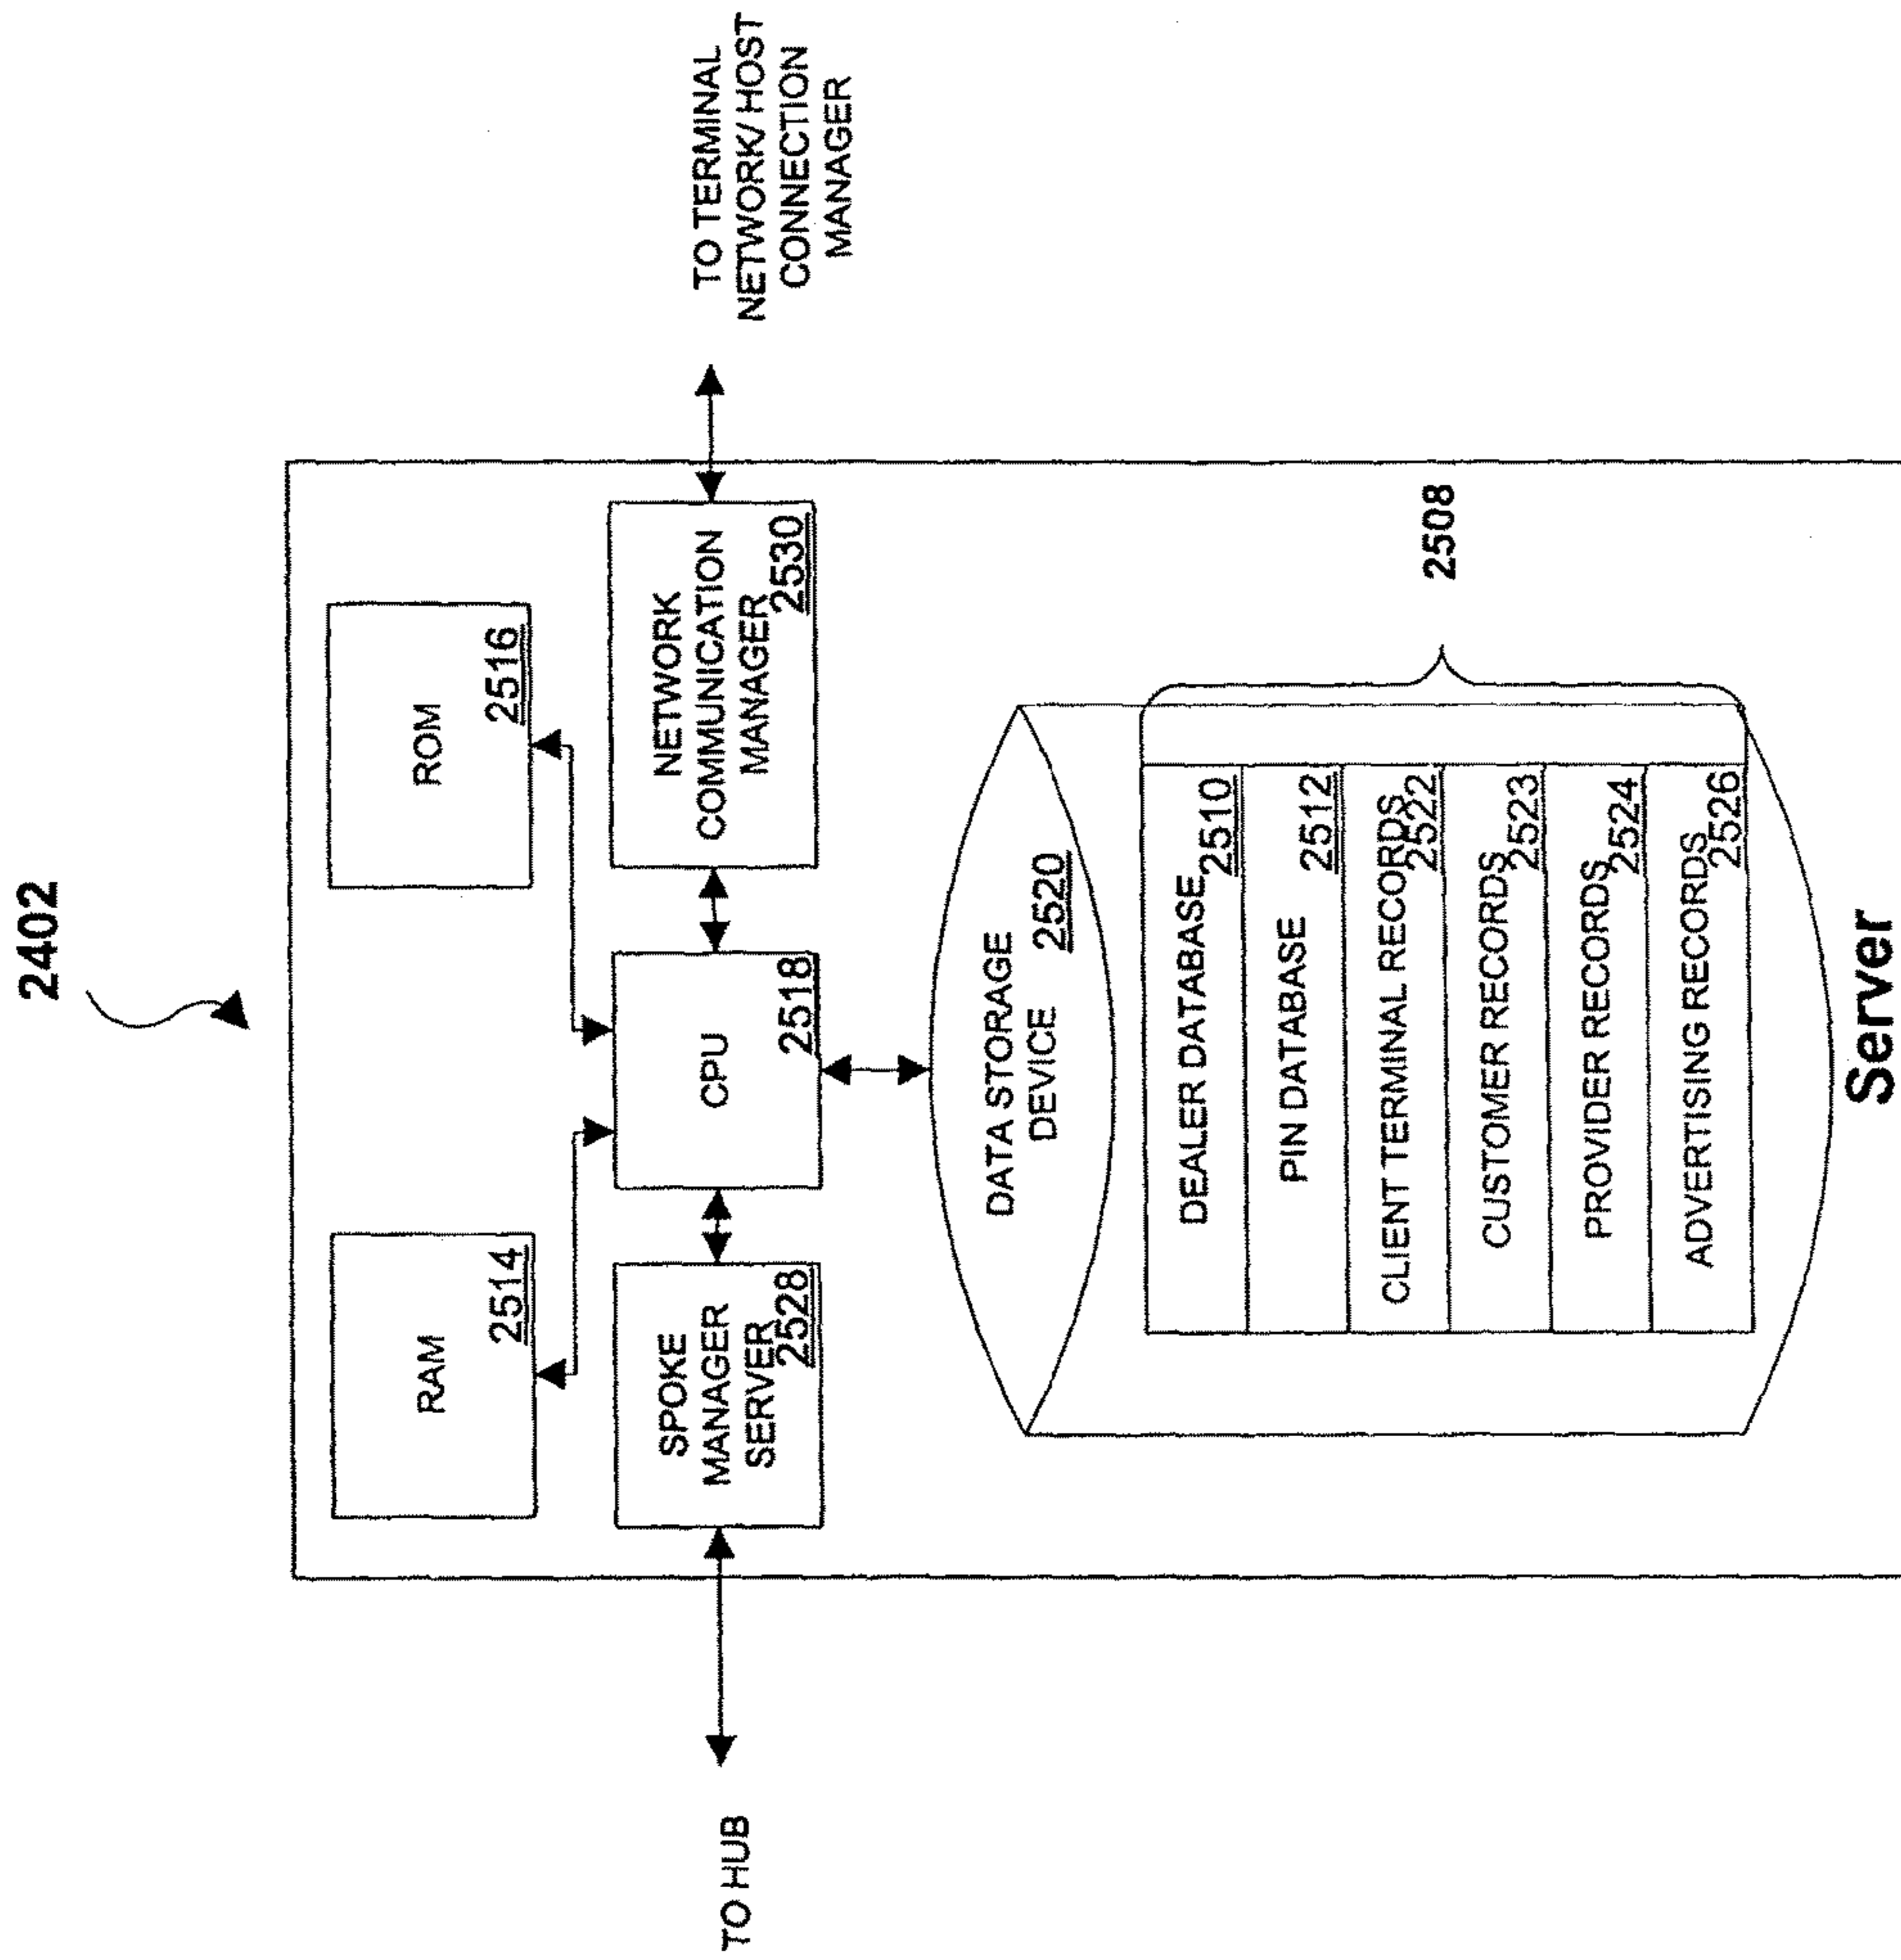 2402
RAM
2514
ROM
2516
TO HUB
SPOKE
MANAGER
SERVER
2528
CPU
2518
NETWORK
COMMUNICATION
MANAGER
2530
TO TERMINAL
NETWORK/ HOST
CONNECTION
MANAGER
DATA STORAGE
DEVICE 2520
DEALER DATABASE 2510
PIN DATABASE 2512
CLIENT TERMINAL RECORDS 2522
CUSTOMER RECORDS 2523
PROVIDER RECORDS 2524
ADVERTISING RECORDS 2526
2508
Server